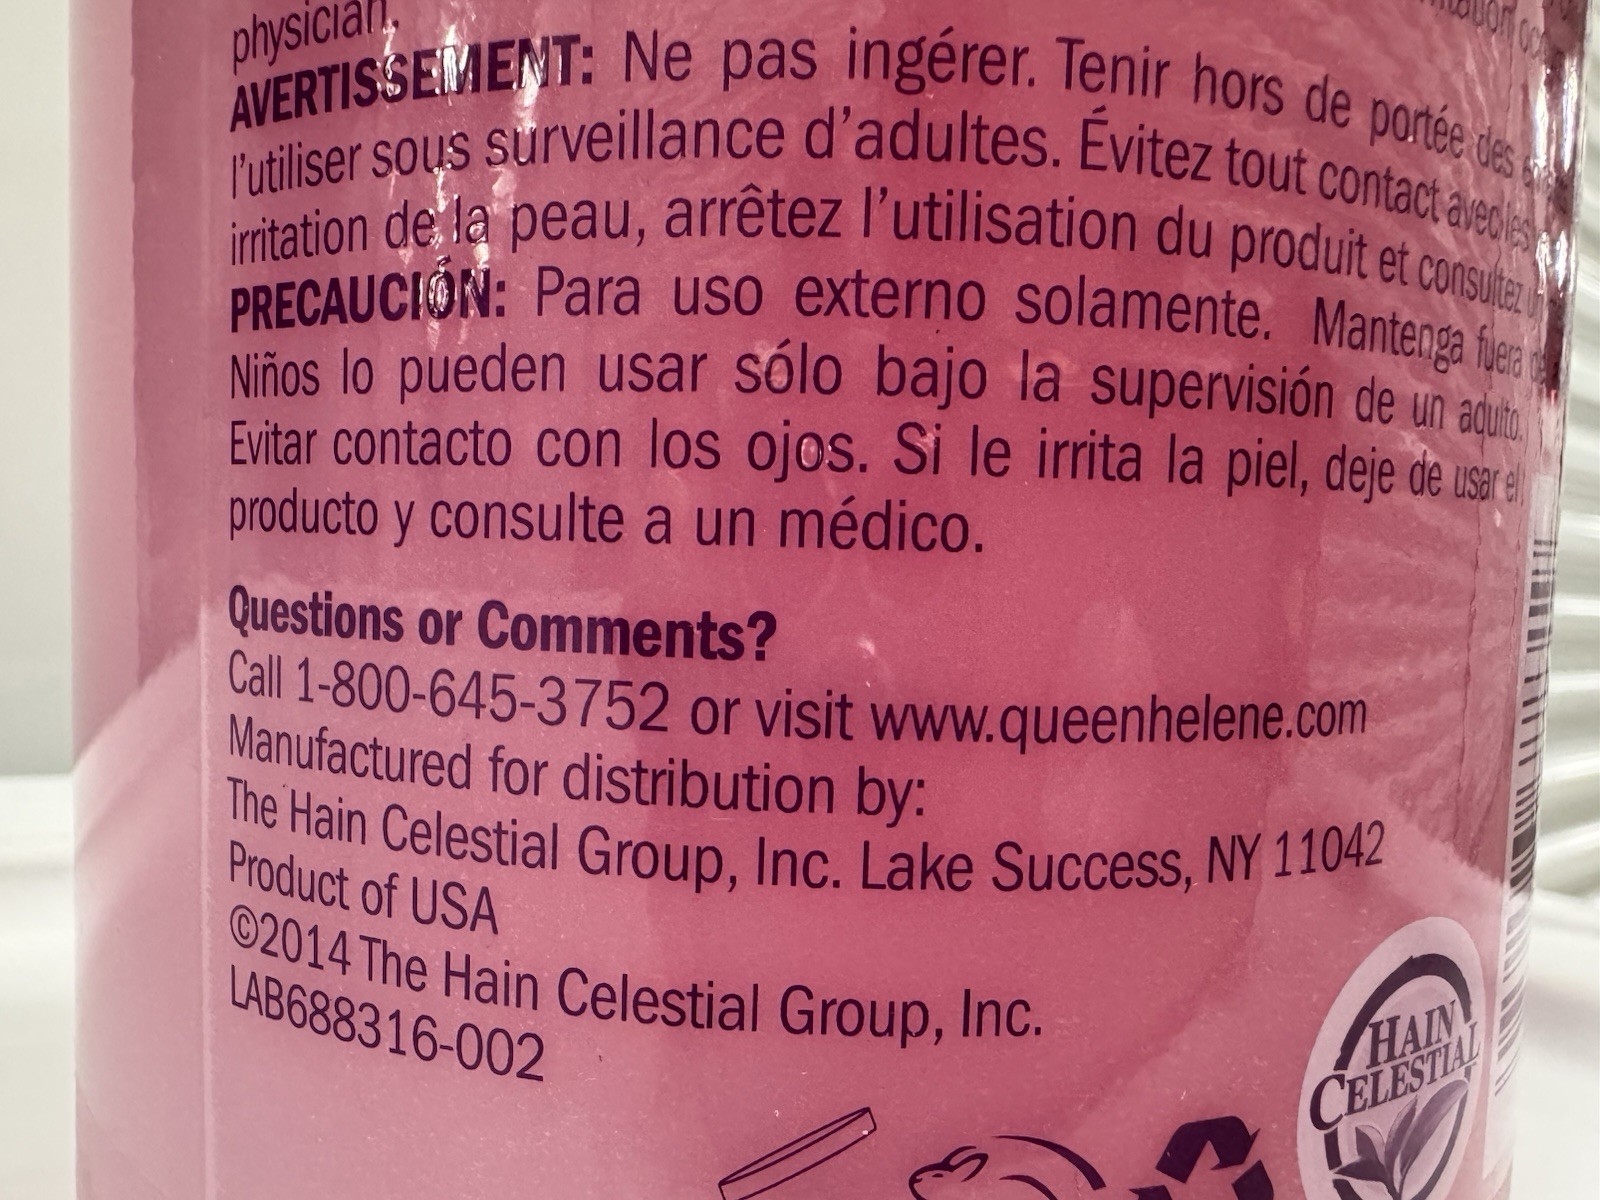 physician.
AVERTISSEMENT: Ne pas ingérer. Tenir hors de portée des
l'utiliser sous surveillance d'adultes. Évitez tout contact avec les
irritation de la peau, arrêtez l'utilisation du produit et consultez
PRECAUCIÓN: Para uso externo solamente. Mantenga fuera
Niños lo pueden usar sólo bajo la supervisión de un adulto.
Evitar contacto con los ojos. Si le irrita la piel, deje de usar el
producto y consulte a un médico.
Questions or Comments?
Call 1-800-645-3752 or visit www.queenhelene.com
Manufactured for distribution by:
The Hain Celestial Group, Inc. Lake Success, NY 11042
Product of USA
©2014 The Hain Celestial Group, Inc.
LAB688316-002
HAIN
CELESTIAL